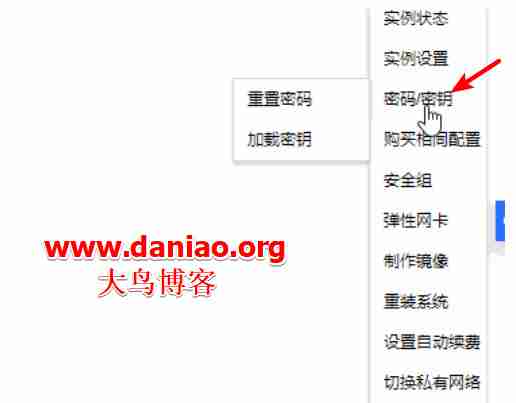 实例状态
实例设置
密码/密钥
重置密码
加载密钥
购买相同配置
安全组
弹性网卡
制作镜像
重装系统
设置自动续费
切换私有网络
www.daniao.org
大鸟博客